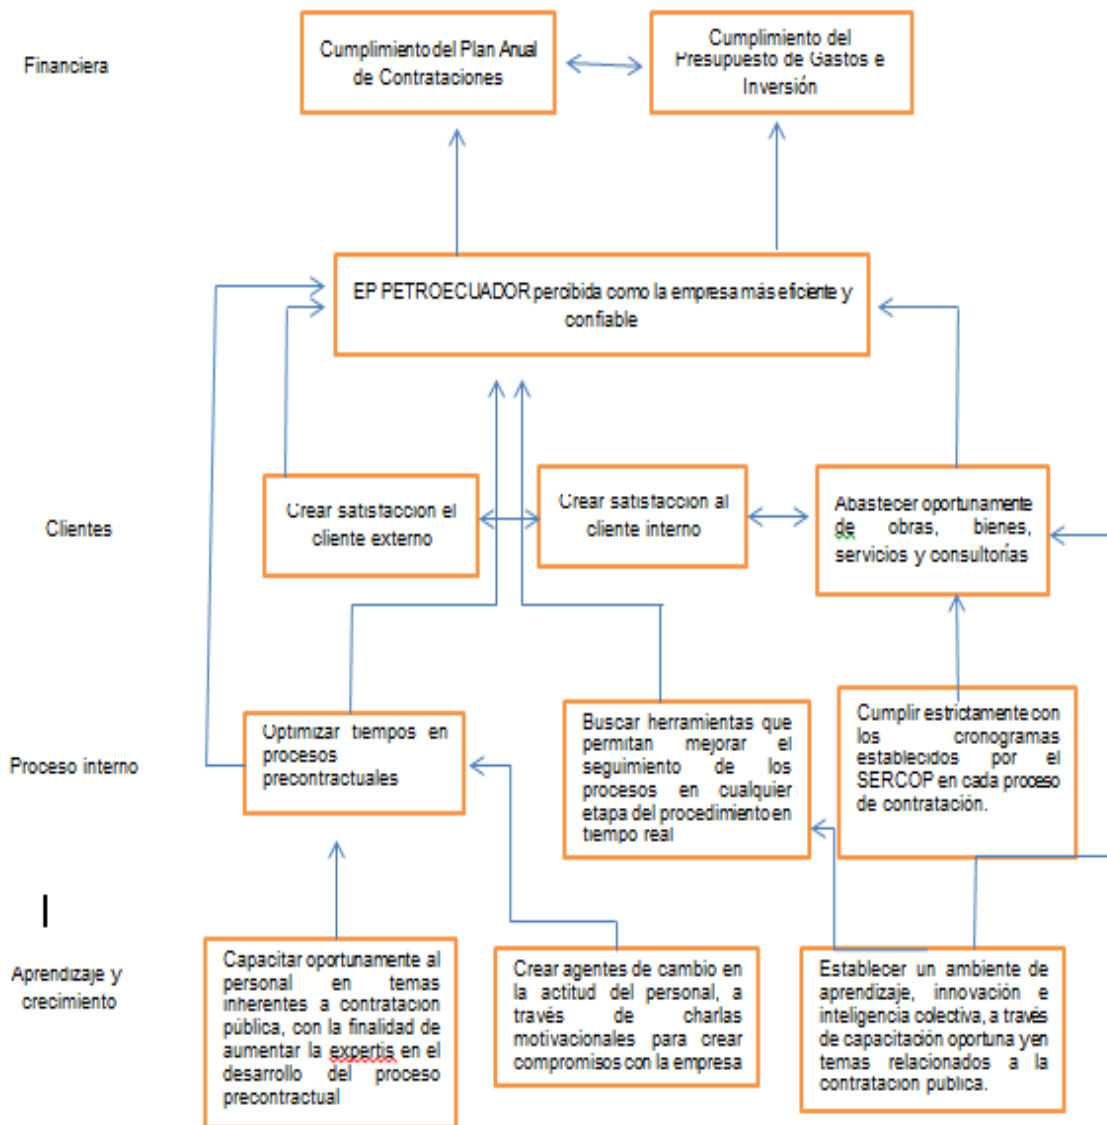 Financiera
Cumplimiento del Plan Anual
de Contrataciones
Cumplimiento del
Presupuesto de Gastos e
Inversión
EP PETROECUADOR percibida como la empresa más eficiente y
confiable
Clientes
Crear satisfacción el
cliente externo
Crear satisfacción al
cliente interno
Abastecer oportunamente
de obras, bienes,
servicios y consultorías
Proceso interno
Optimizar tiempos en
procesos
precontractuales
Buscar herramientas que
permitan mejorar el
seguimiento de los
procesos en cualquier
etapa del procedimiento en
tiempo real
Cumplir estrictamente con
los cronogramas
establecidos por el
SERCOP en cada proceso
de contratación.
Aprendizaje y
crecimiento
Capacitar oportunamente al
personal en temas
inherentes a contratación
pública, con la finalidad de
aumentar la expertis en el
desarrollo del proceso
precontractual
Crear agentes de cambio en
la actitud del personal, a
través de charlas
motivacionales para crear
compromisos con la empresa
Establecer un ambiente de
aprendizaje, innovación e
inteligencia colectiva, a través
de capacitación oportuna yen
temas relacionados a la
contratación pública.